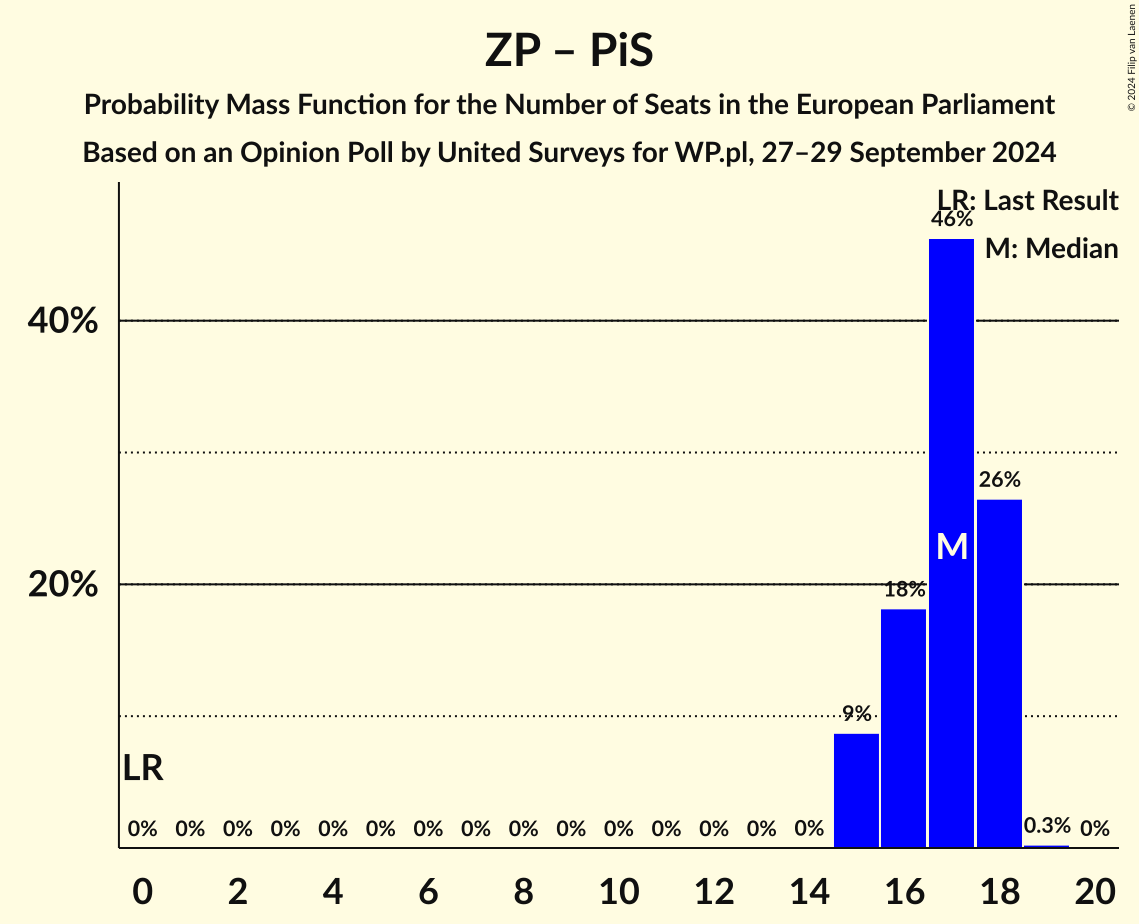 ZP – PiS
Probability Mass Function for the Number of Seats in the European Parliament
Based on an Opinion Poll by United Surveys for WP.pl, 27–29 September 2024
© 2024 Filip van Laenen
LR: Last Result
M: Median
46%
40%
26%
M
20%
18%
9%
LR
0% 0% 0% 0% 0% 0% 0% 0% 0% 0% 0% 0% 0% 0% 0% 0.3% 0%
0 2 4 6 8 10 12 14 16 18 20